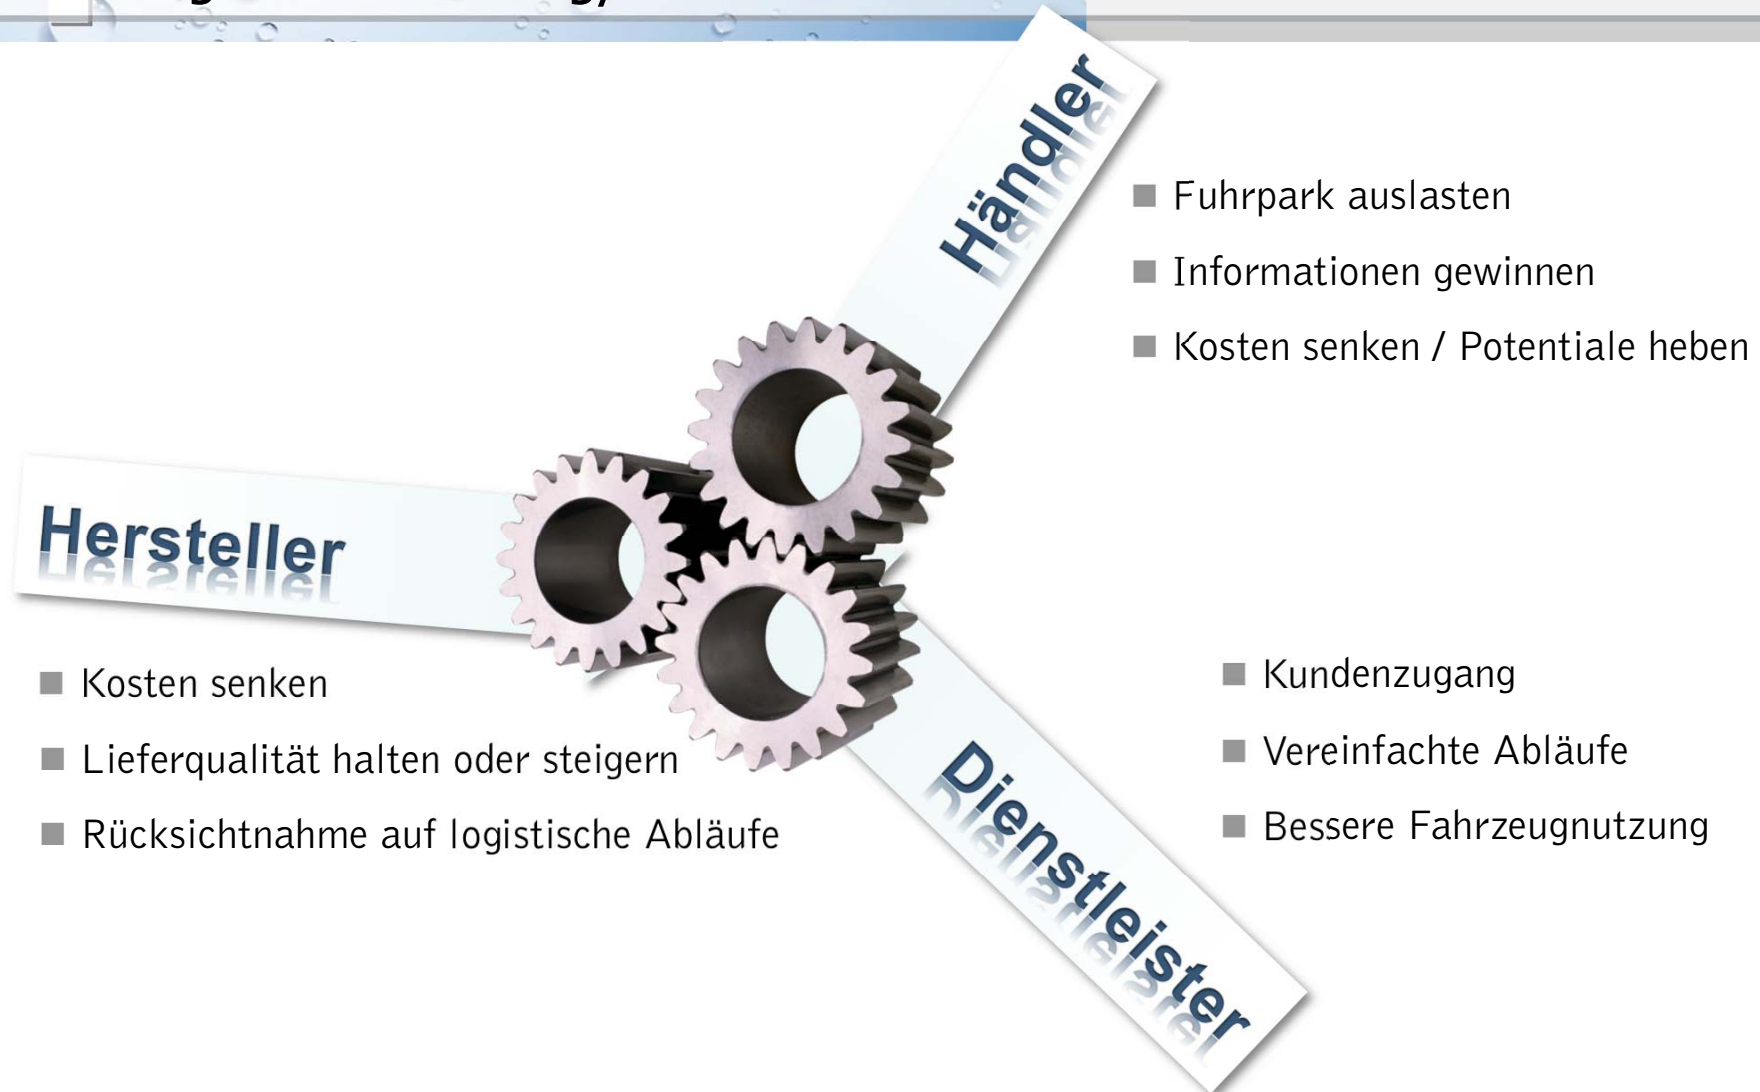 Händler
Fuhrpark auslasten
Informationen gewinnen
Kosten senken / Potentiale heben
Hersteller
Kosten senken
Lieferqualität halten oder steigern
Rücksichtnahme auf logistische Abläufe
Kundenzugang
Vereinfachte Abläufe
Bessere Fahrzeugnutzung
Dienstleister